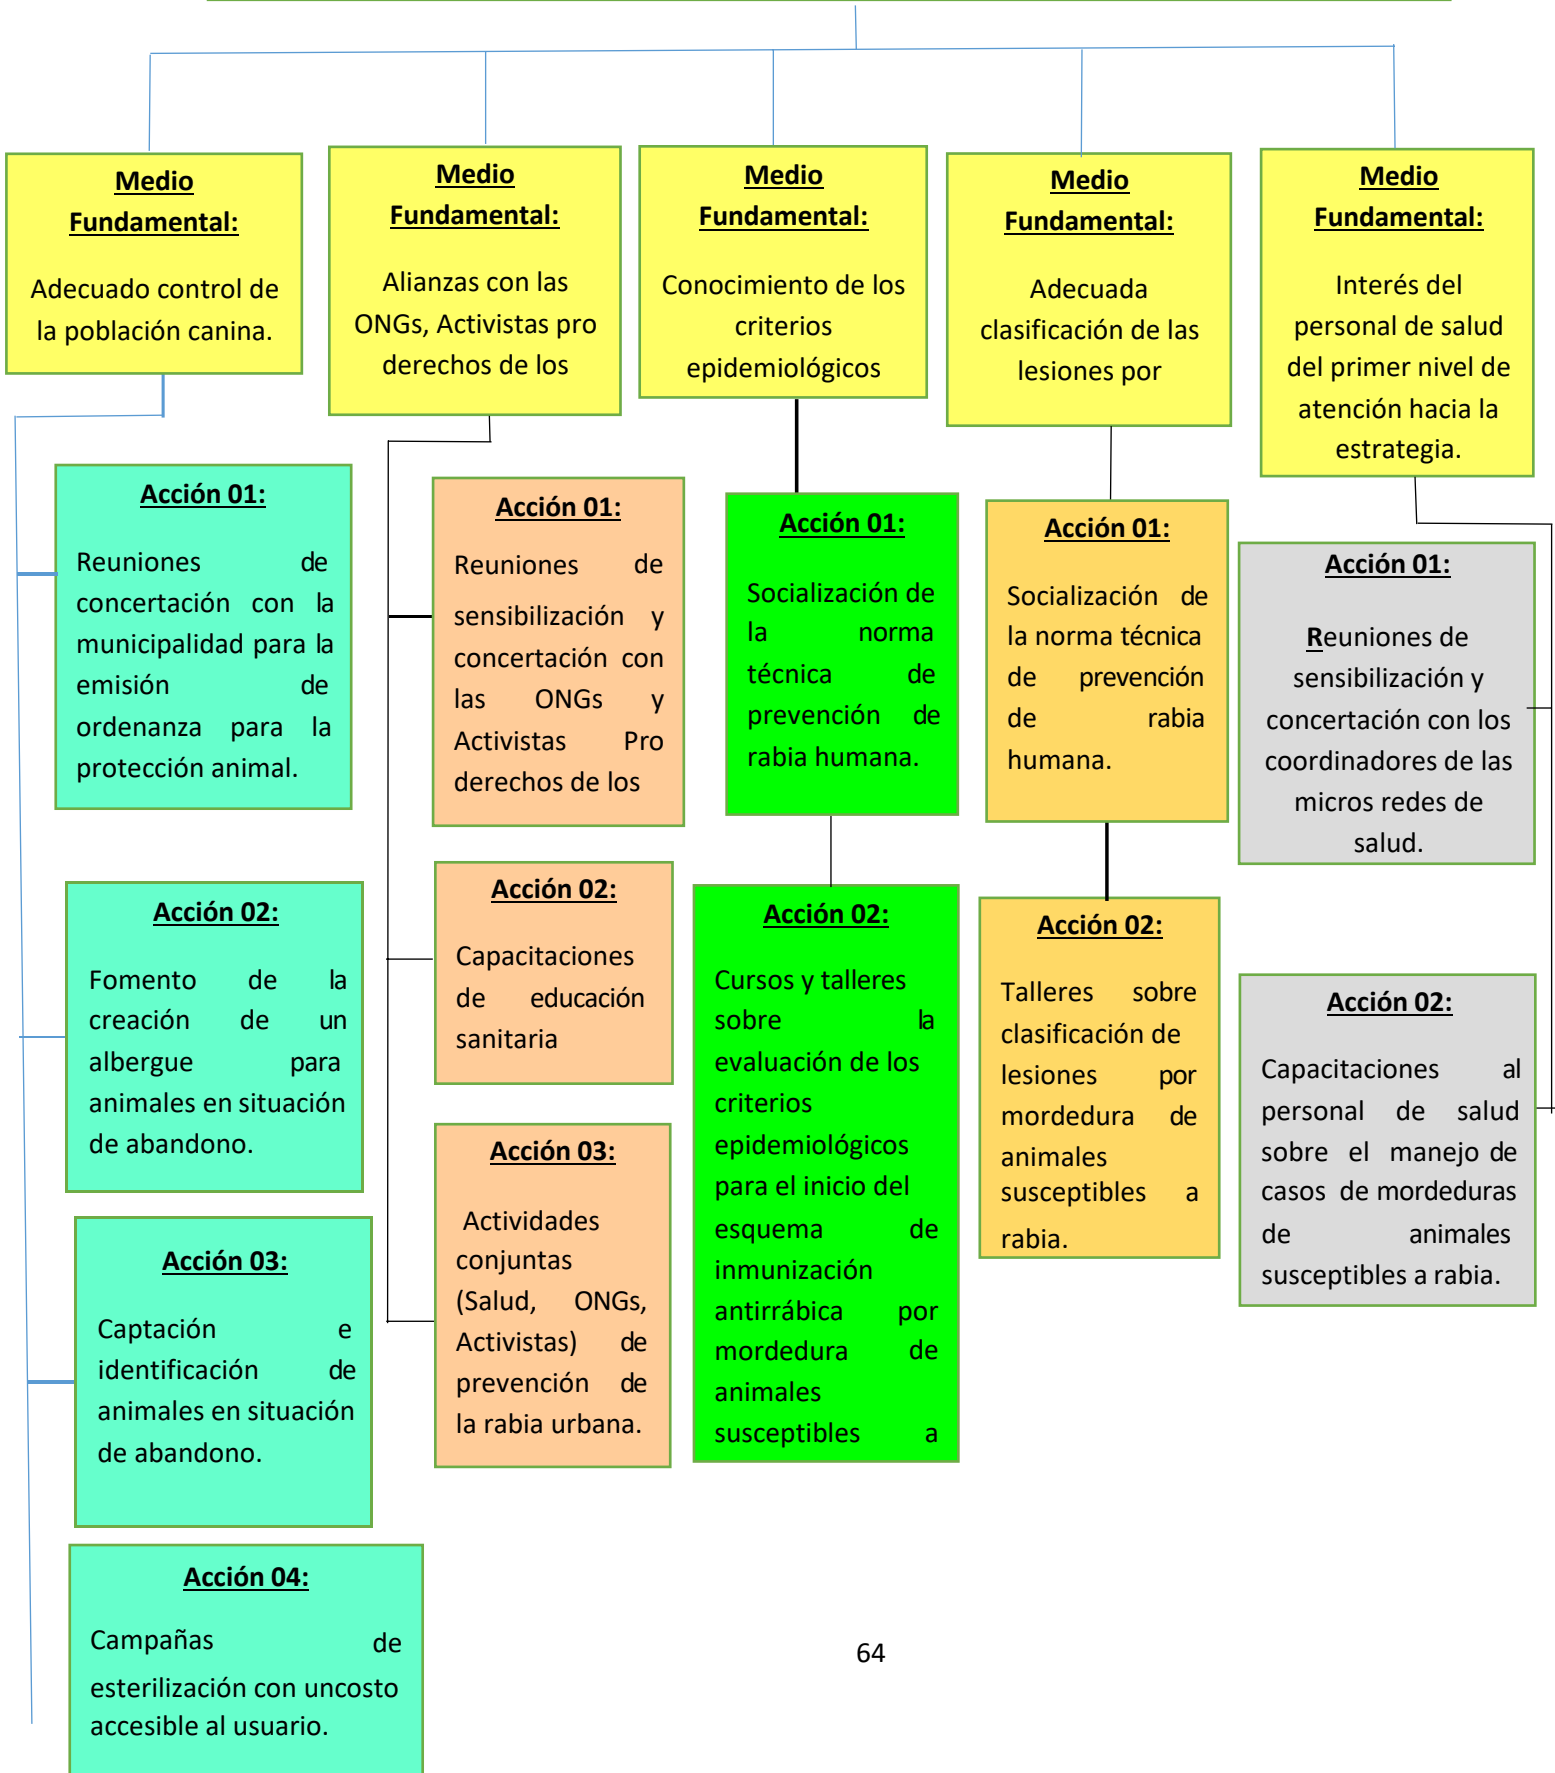 Medio
Fundamental:
Adecuado control de
la población canina.
Medio
Fundamental:
Alianzas con las
ONGs, Activistas pro
derechos de los
Medio
Fundamental:
Conocimiento de los
criterios
epidemiológicos
Medio
Fundamental:
Adecuada
clasificación de las
lesiones por
Medio
Fundamental:
Interés del
personal de salud
del primer nivel de
atención hacia la
estrategia.
Acción 01:
Reuniones de
concertación con la
municipalidad para la
emisión de
ordenanza para la
protección animal.
Acción 02:
Fomento de la
creación de un
albergue para
animales en situación
de abandono.
Acción 03:
Captación e
identificación de
animales en situación
de abandono.
Acción 04:
Campañas de
esterilización con uncosto
accesible al usuario.
Acción 01:
Reuniones de
sensibilización y
concertación con
las ONGs y
Activistas Pro
derechos de los
Acción 02:
Capacitaciones
de educación
sanitaria
Acción 03:
Actividades
conjuntas
(Salud, ONGs,
Activistas) de
prevención de
la rabia urbana.
Acción 01:
Socialización de
la norma
técnica de
prevención de
rabia humana.
Acción 02:
Cursos y talleres
sobre la
evaluación de los
criterios
epidemiológicos
para el inicio del
esquema de
inmunización
antirrábica por
mordedura de
animales
susceptibles a
Acción 01:
Socialización de
la norma técnica
de prevención
de rabia
humana.
Acción 02:
Talleres sobre
clasificación de
lesiones por
mordedura de
animales
susceptibles a
rabia.
Acción 01:
Reuniones de
sensibilización y
concertación con los
coordinadores de las
micros redes de
salud.
Acción 02:
Capacitaciones al
personal de salud
sobre el manejo de
casos de mordeduras
de animales
susceptibles a rabia.
64